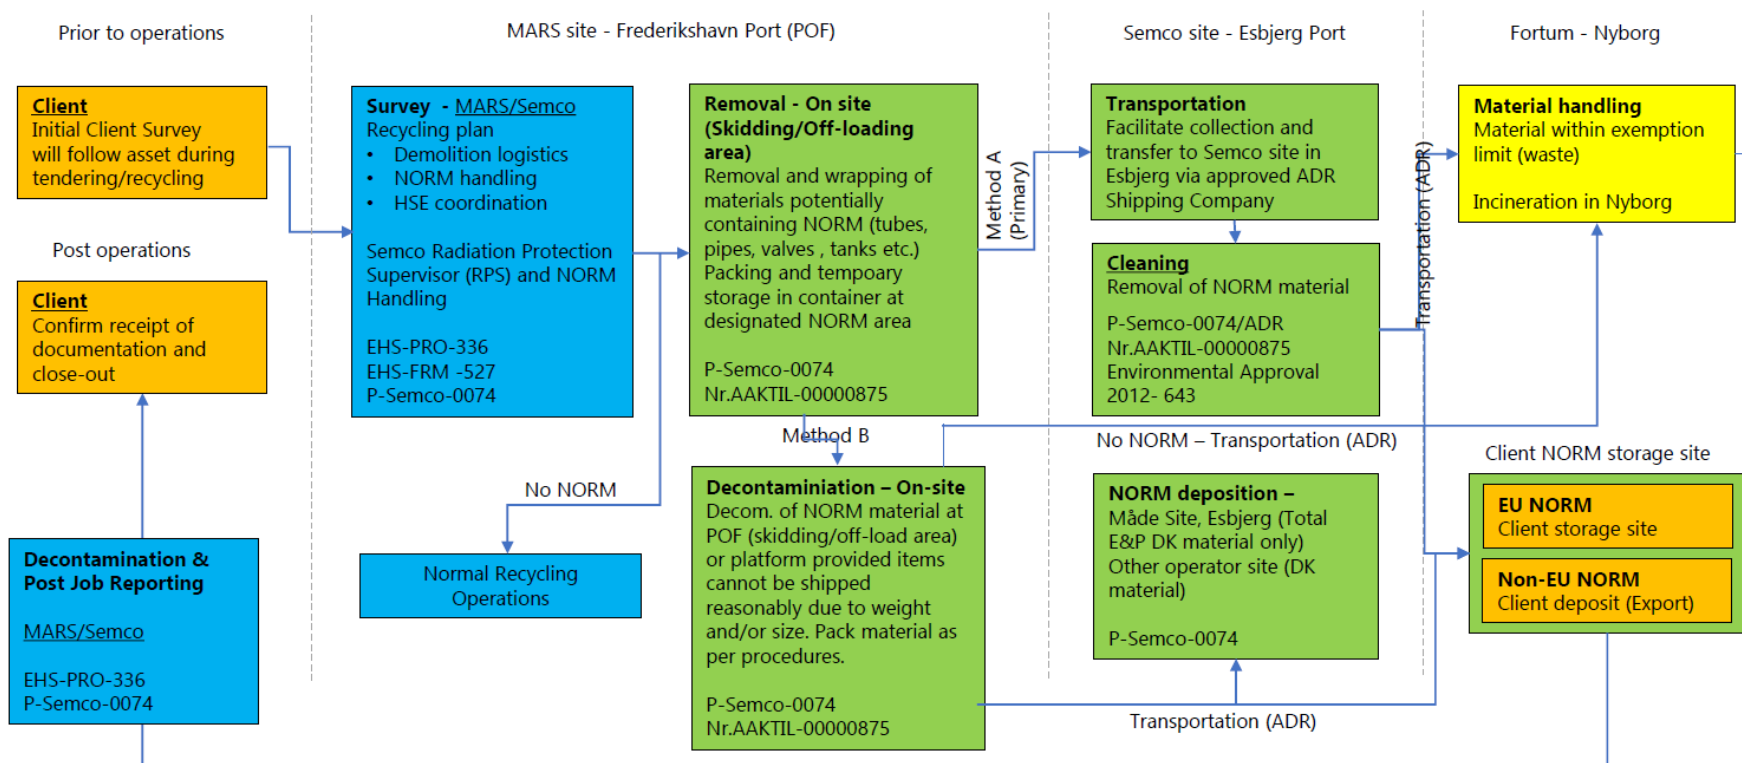 Prior to operations
MARS site - Frederikshavn Port (POF)
Semco site - Esbjerg Port
Fortum - Nyborg
Client
Initial Client Survey
will follow asset during
tendering/recycling
Post operations
Client
Confirm receipt of
documentation and
close-out
Decontamination &
Post Job Reporting
MARS/Semco
EHS-PRO-336
P-Semco-0074
Survey - MARS/Semco
Recycling plan
• Demolition logistics
• NORM handling
• HSE coordination
Semco Radiation Protection
Supervisor (RPS) and NORM
Handling
EHS-PRO-336
EHS-FRM -527
P-Semco-0074
No NORM
Normal Recycling
Operations
Removal - On site
(Skidding/Off-loading
area)
Removal and wrapping of
materials potentially
containing NORM (tubes,
pipes, valves , tanks etc.)
Packing and tempoary
storage in container at
designated NORM area
P-Semco-0074
Nr.AAKTIL-00000875
Method A
(Primary)
Method B
Decontaminiation – On-site
Decom. of NORM material at
POF (skidding/off-load area)
or platform provided items
cannot be shipped
reasonably due to weight
and/or size. Pack material as
per procedures.
P-Semco-0074
Nr.AAKTIL-00000875
Transportation
Facilitate collection and
transfer to Semco site in
Esbjerg via approved ADR
Shipping Company
Cleaning
Removal of NORM material
P-Semco-0074/ADR
Nr.AAKTIL-00000875
Environmental Approval
2012- 643
No NORM – Transportation (ADR)
NORM deposition –
Måde Site, Esbjerg (Total
E&P DK material only)
Other operator site (DK
material)
P-Semco-0074
Transportation (ADR)
Transportation (ADR)
Material handling
Material within exemption
limit (waste)
Incineration in Nyborg
Client NORM storage site
EU NORM
Client storage site
Non-EU NORM
Client deposit (Export)